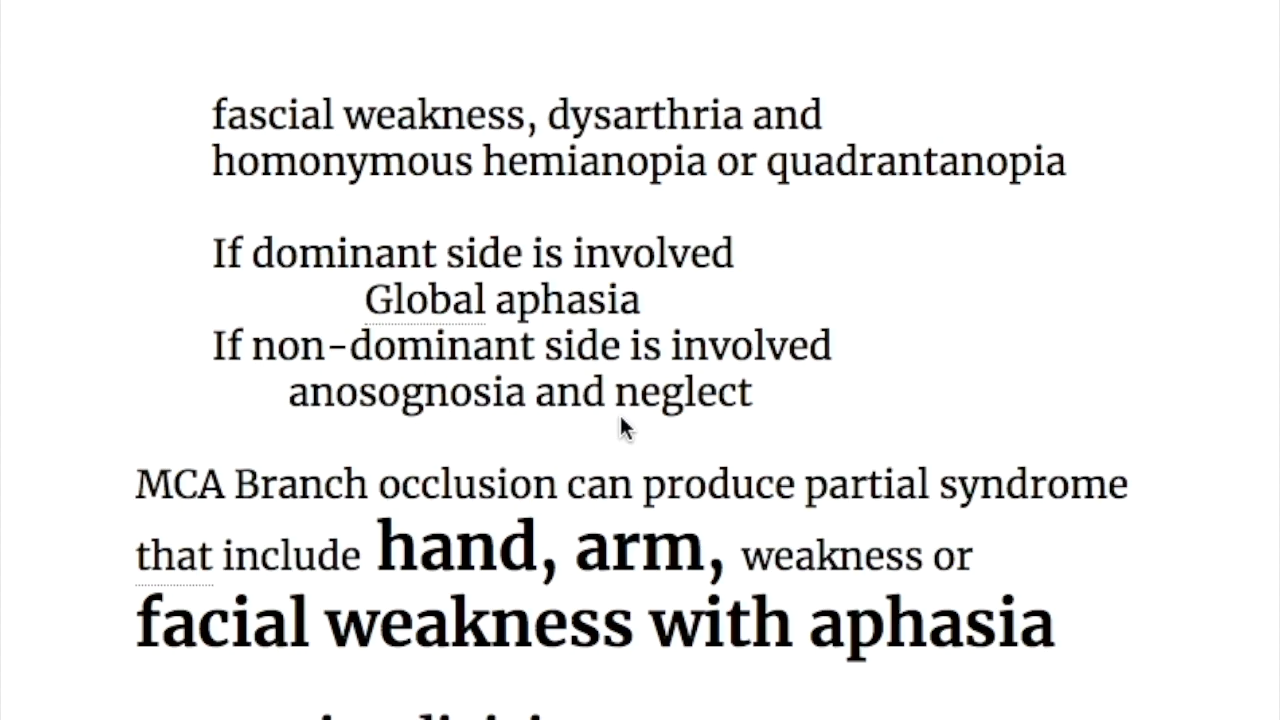 fascial weakness, dysarthria and
homonymous hemianopia or quadrantanopia
If dominant side is involved
Global aphasia
If non-dominant side is involved
anosognosia and neglect
MCA Branch occlusion can produce partial syndrome
that include hand, arm, weakness or
facial weakness with aphasia